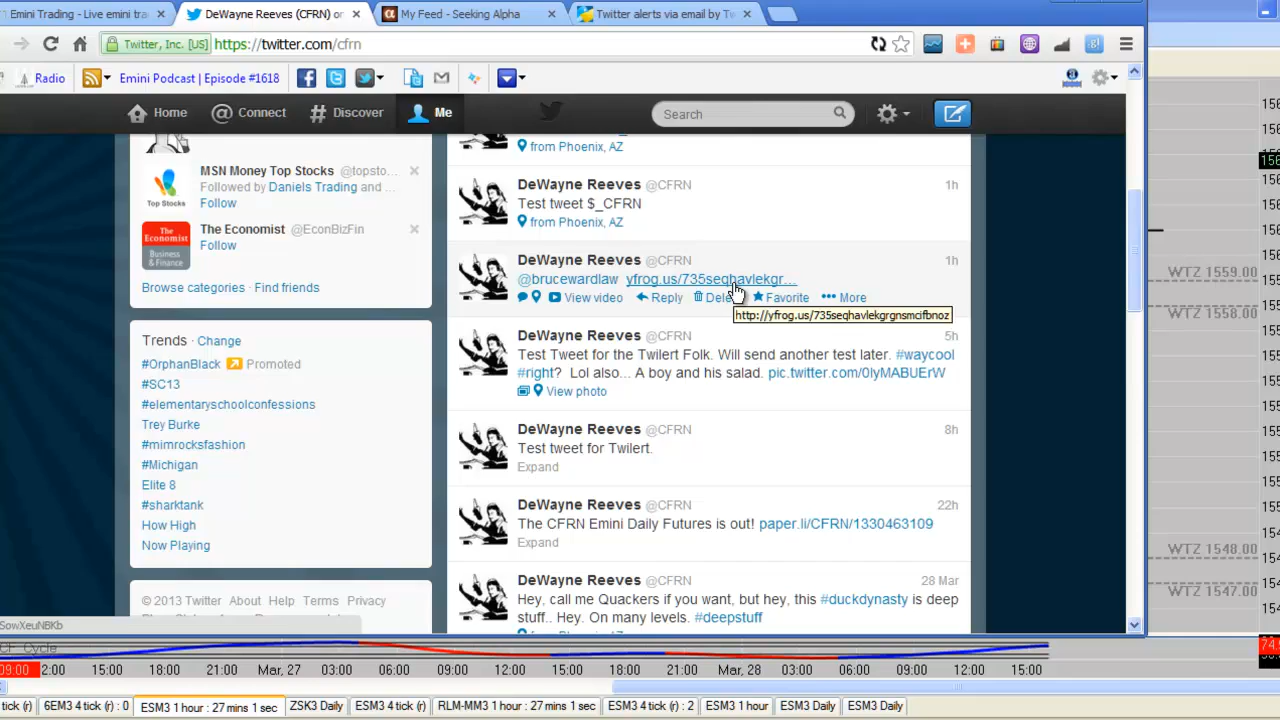 Emini Trading - Live emini tra
DeWayne Reeves (CFRN) or
My Feed - Seeking Alpha
Twitter alerts via email by Tw
Twitter, Inc. [US]
https://twitter.com/cfrn
Radio
Emini Podcast | Episode #1618
Home
Connect
Discover
Me
Search
MSN Money Top Stocks @topsto...
Followed by Daniels Trading and ...
Follow
Top Stocks
The Economist @EconBizFin
Follow
The Economist
Business & Finance
Browse categories · Find friends
Trends · Change
#OrphanBlack Promoted
#SC13
#elementaryschoolconfessions
Trey Burke
#mimrocksfashion
#Michigan
Elite 8
#sharktank
How High
Now Playing
© 2013 Twitter About Help Terms Privacy
SowXeuNBKb
from Phoenix, AZ
DeWayne Reeves @CFRN 1h
Test tweet $_CFRN
from Phoenix, AZ
DeWayne Reeves @CFRN 1h
@brucewardlaw yfrog.us/735seqhavlekgr...
View video Reply Dele Favorite More
http://yfrog.us/735seqhavlekgrgnsmcifbnoz
DeWayne Reeves @CFRN 5h
Test Tweet for the Twilert Folk. Will send another test later. #waycool
#right? Lol also... A boy and his salad. pic.twitter.com/0lyMABUErW
View photo
DeWayne Reeves @CFRN 8h
Test tweet for Twilert.
Expand
DeWayne Reeves @CFRN 22h
The CFRN Emini Daily Futures is out! paper.li/CFRN/1330463109
Expand
DeWayne Reeves @CFRN 28 Mar
Hey, call me Quackers if you want, but hey, this #duckdynasty is deep
stuff.. Hey. On many levels. #deepstuff
WTZ 1559.00
WTZ 1548.00
WTZ 1547.00
CF Cycle
09:00 2:00 15:00 18:00 21:00 Mar, 27 03:00 06:00 09:00 12:00 15:00 18:00 21:00 Mar, 28 03:00 06:00 09:00 12:00 15:00
tick (r)
6EM3 4 tick (r) : 0
ESM3 1 hour : 27 mins 1 sec
ZSK3 Daily
ESM3 4 tick (r)
RLM-MM3 1 hour : 27 mins 1 sec
ESM3 4 tick (r) : 2
ESM3 1 hour
ESM3 Daily
ESM3 Daily